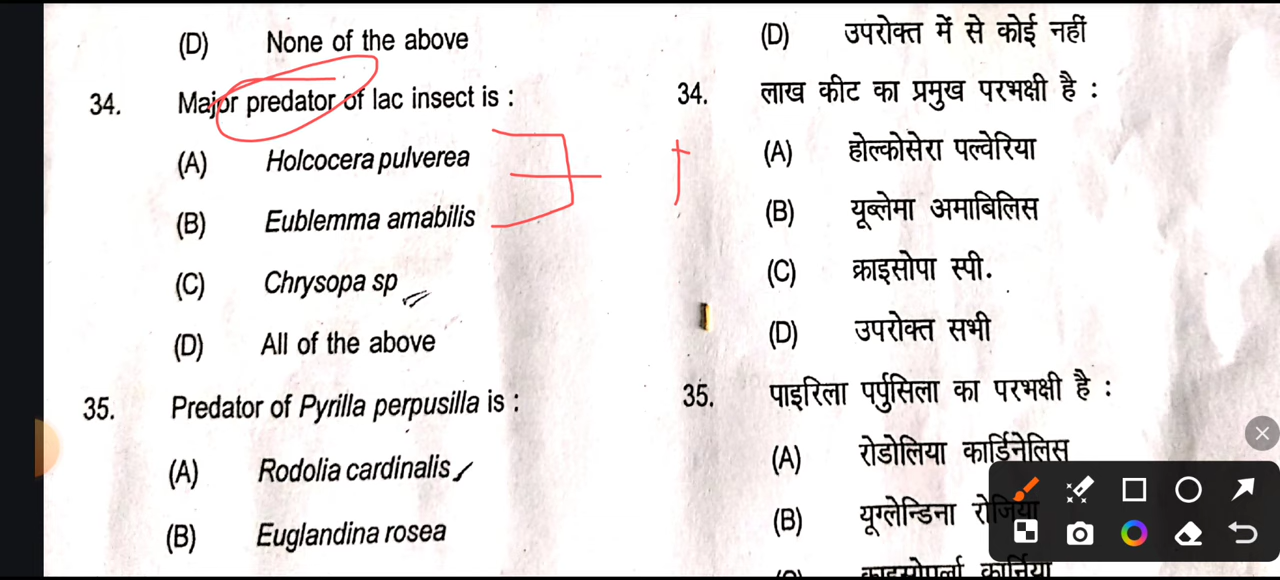 (D) None of the above
34. Major predator of lac insect is :
(A) Holcocera pulverea
(B) Eublemma amabilis
(C) Chrysopa sp
(D) All of the above
35. Predator of Pyrilla perpusilla is :
(A) Rodolia cardinalis
(B) Euglandina rosea
(D) उपरोक्त में से कोई नहीं
34. लाख कीट का प्रमुख परभक्षी है :
(A) होल्कोसेरा पल्वेरिया
(B) यूब्लेमा अमाबिलिस
(C) क्राइसोपा स्पी.
(D) उपरोक्त सभी
35. पाइरिला पर्पुसिला का परभक्षी है :
(A) रोडोलिया कार्डिनेलिस
(B) यूग्लेन्डिना रोजिया